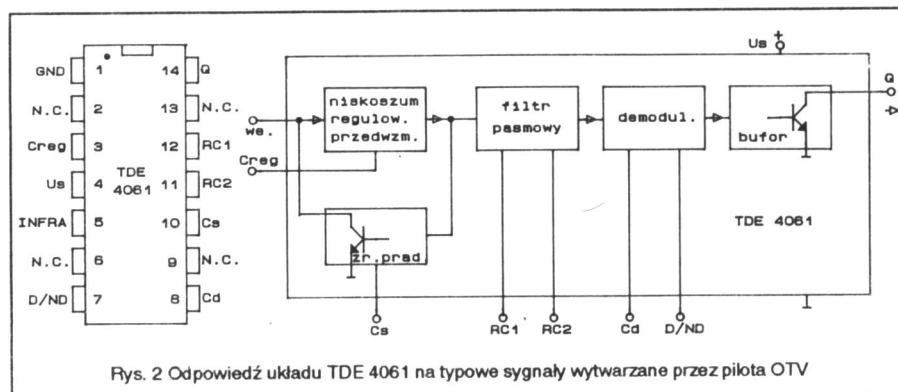 GND 1 14 Q
N.C. 2 13 N.C.
Creg 3 12 RC1
TDE
4061
Us 4 11 RC2
INFRA 5 10 Cs
N.C. 6 9 N.C.
D/ND 7 8 Cd
Us +
we.
Creg
niskoszum
regulow.
przedwzm.
filtr
pasmowy
demodul.
bufor
Q
zr.prad
TDE 4061
Cs
RC1
RC2
Cd
D/ND
Rys. 2 Odpowiedź układu TDE 4061 na typowe sygnały wytwarzane przez pilota OTV